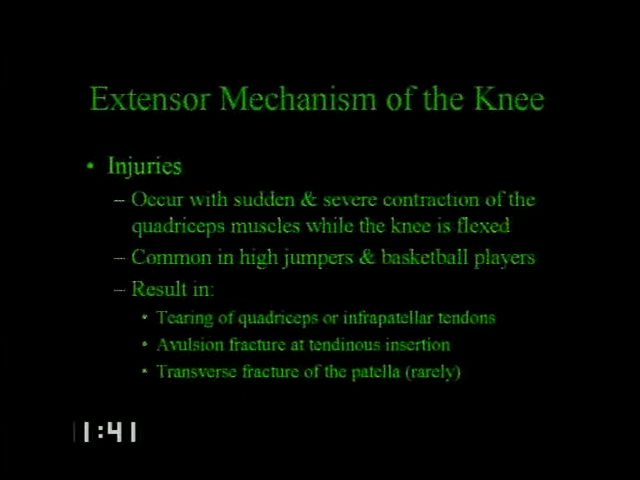 Extensor Mechanism of the Knee
• Injuries
– Occur with sudden & severe contraction of the
quadriceps muscles while the knee is flexed
– Common in high jumpers & basketball players
– Result in:
• Tearing of quadriceps or infrapatellar tendons
• Avulsion fracture at tendinous insertion
• Transverse fracture of the patella (rarely)
1:41